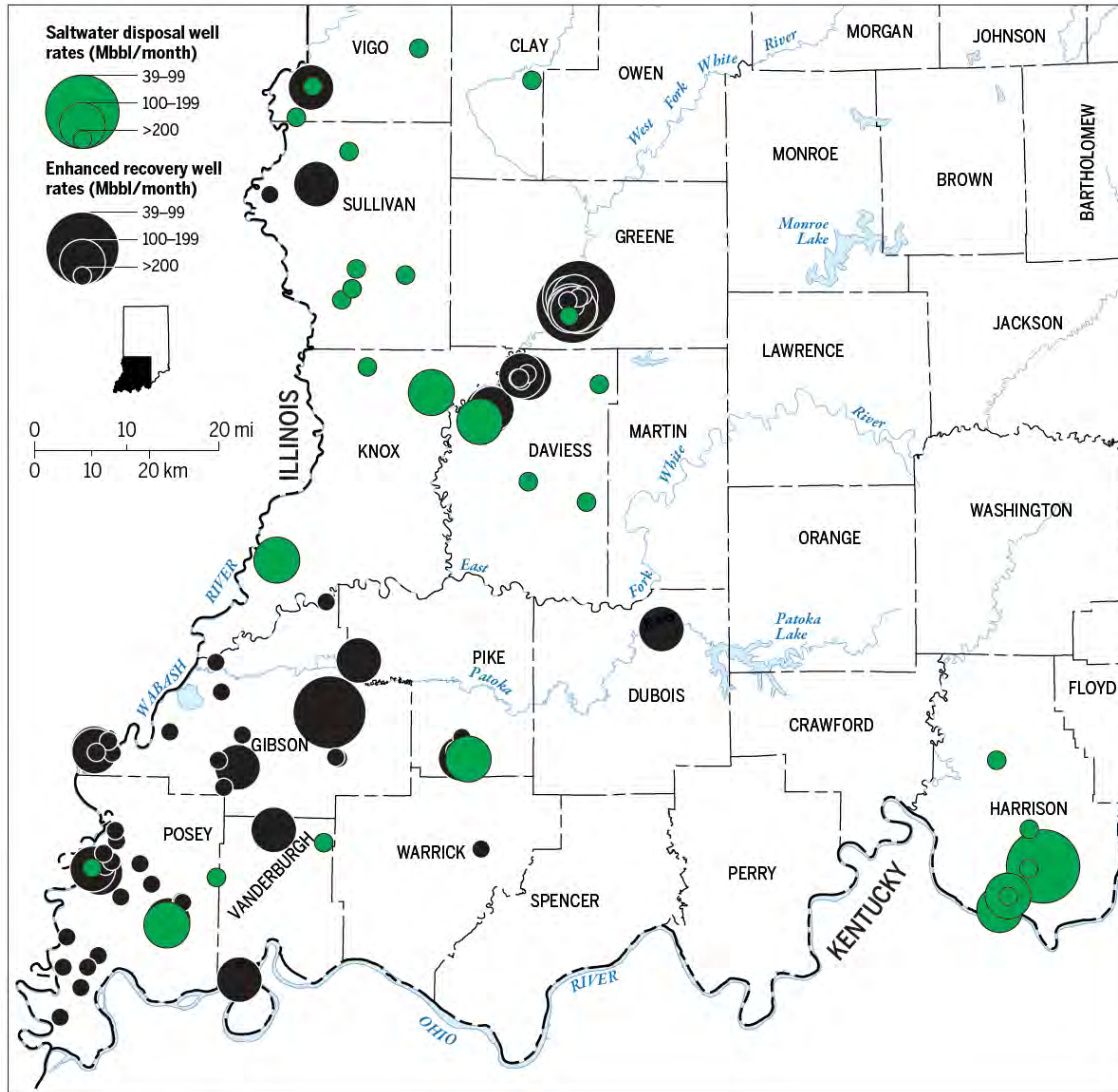 Saltwater disposal well
rates (Mbbl/month)
39–99
100–199
>200
Enhanced recovery well
rates (Mbbl/month)
39–99
100–199
>200
0 10 20 mi
0 10 20 km
VIGO
CLAY
OWEN
MORGAN
JOHNSON
West Fork White River
MONROE
BROWN
BARTHOLOMEW
SULLIVAN
GREENE
Monroe
Lake
JACKSON
LAWRENCE
ILLINOIS
KNOX
DAVIESS
MARTIN
White
River
WASHINGTON
ORANGE
RIVER
East
Fork
WABASH
PIKE
Patoka
Patoka
Lake
DUBOIS
FLOYD
CRAWFORD
GIBSON
HARRISON
POSEY
VANDERBURGH
WARRICK
SPENCER
PERRY
KENTUCKY
RIVER
OHIO